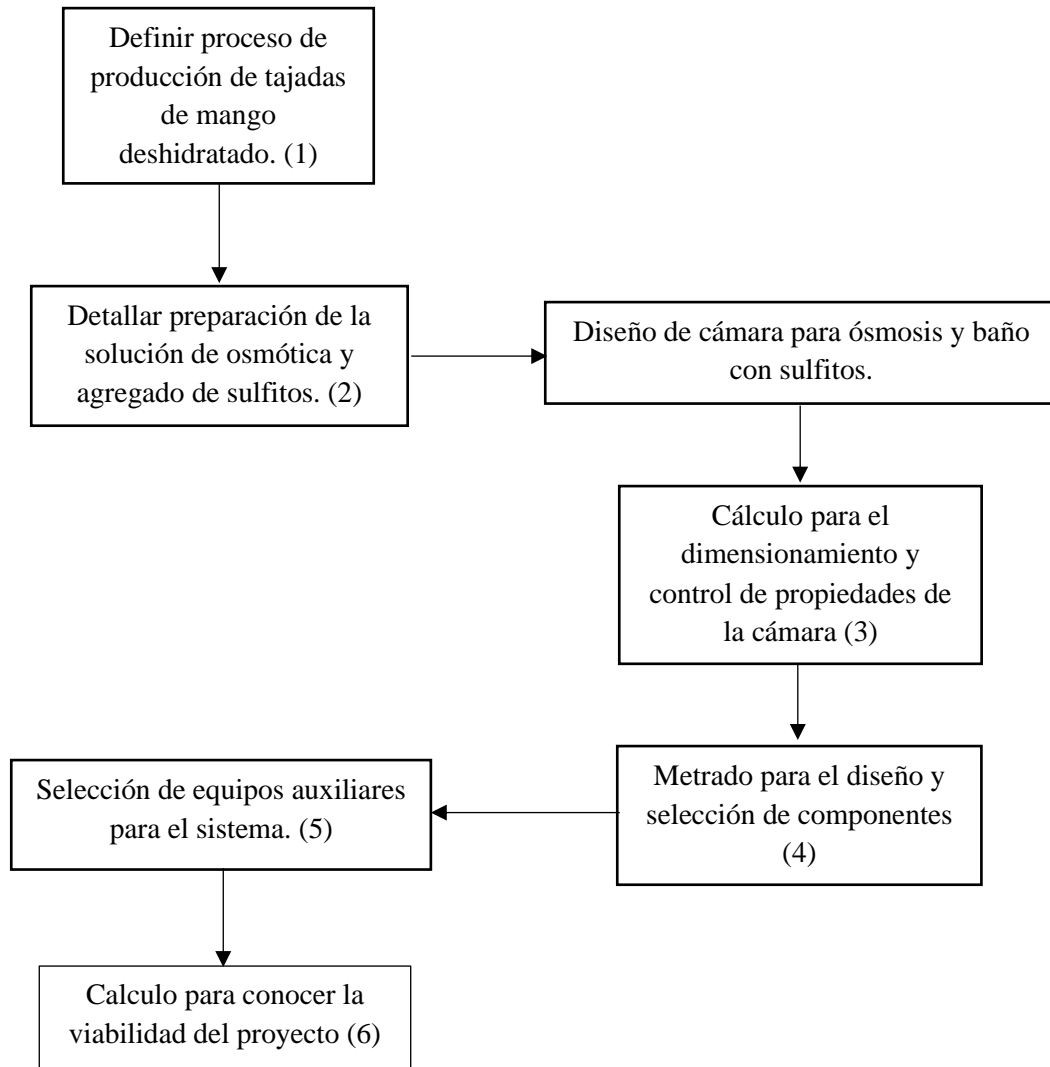 Definir proceso de
producción de tajadas
de mango
deshidratado. (1)
Detallar preparación de la
solución de osmótica y
agregado de sulfitos. (2)
Diseño de cámara para ósmosis y baño
con sulfitos.
Cálculo para el
dimensionamiento y
control de propiedades de
la cámara (3)
Metrado para el diseño y
selección de componentes
(4)
Selección de equipos auxiliares
para el sistema. (5)
Calculo para conocer la
viabilidad del proyecto (6)